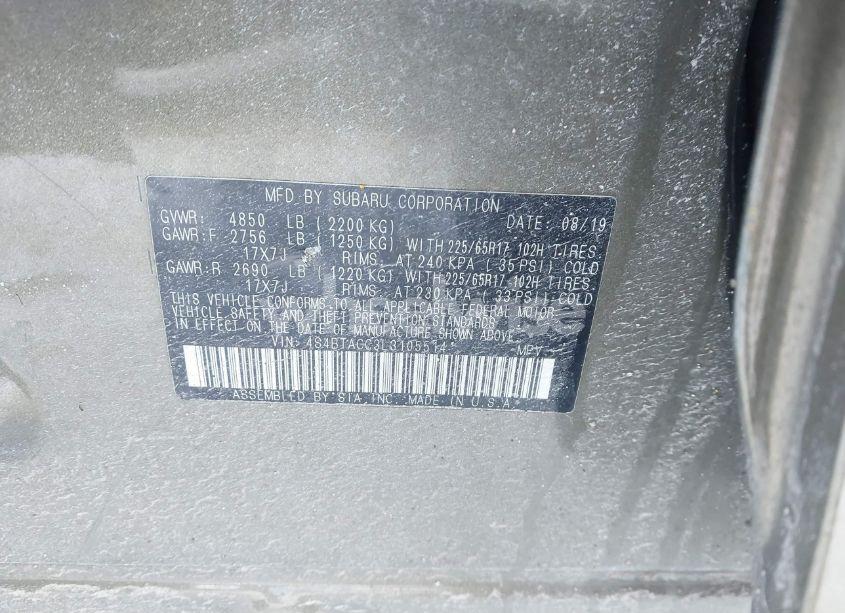 MFD BY SUBARU CORPORATION
GVWR: 4850 LB (2200 KG) DATE: 08/19
GAWR:F 2756 LB (1250 KG) WITH 225/65R17 102H TIRES.
17X7J RIMS. AT 240 KPA (35 PSI) COLD
GAWR:R 2690 LB (1220 KG) WITH 225/65R17 102H TIRES.
17X7J RIMS. AT 230 KPA (33 PSI) COLD
THIS VEHICLE CONFORMS TO ALL APPLICABLE FEDERAL MOTOR
VEHICLE SAFETY AND THEFT PREVENTION STANDARDS
IN EFFECT ON THE DATE OF MANUFACTURE SHOWN ABOVE.
VIN: MPV
ASSEMBLED BY SIA, INC. MADE IN U.S.A.